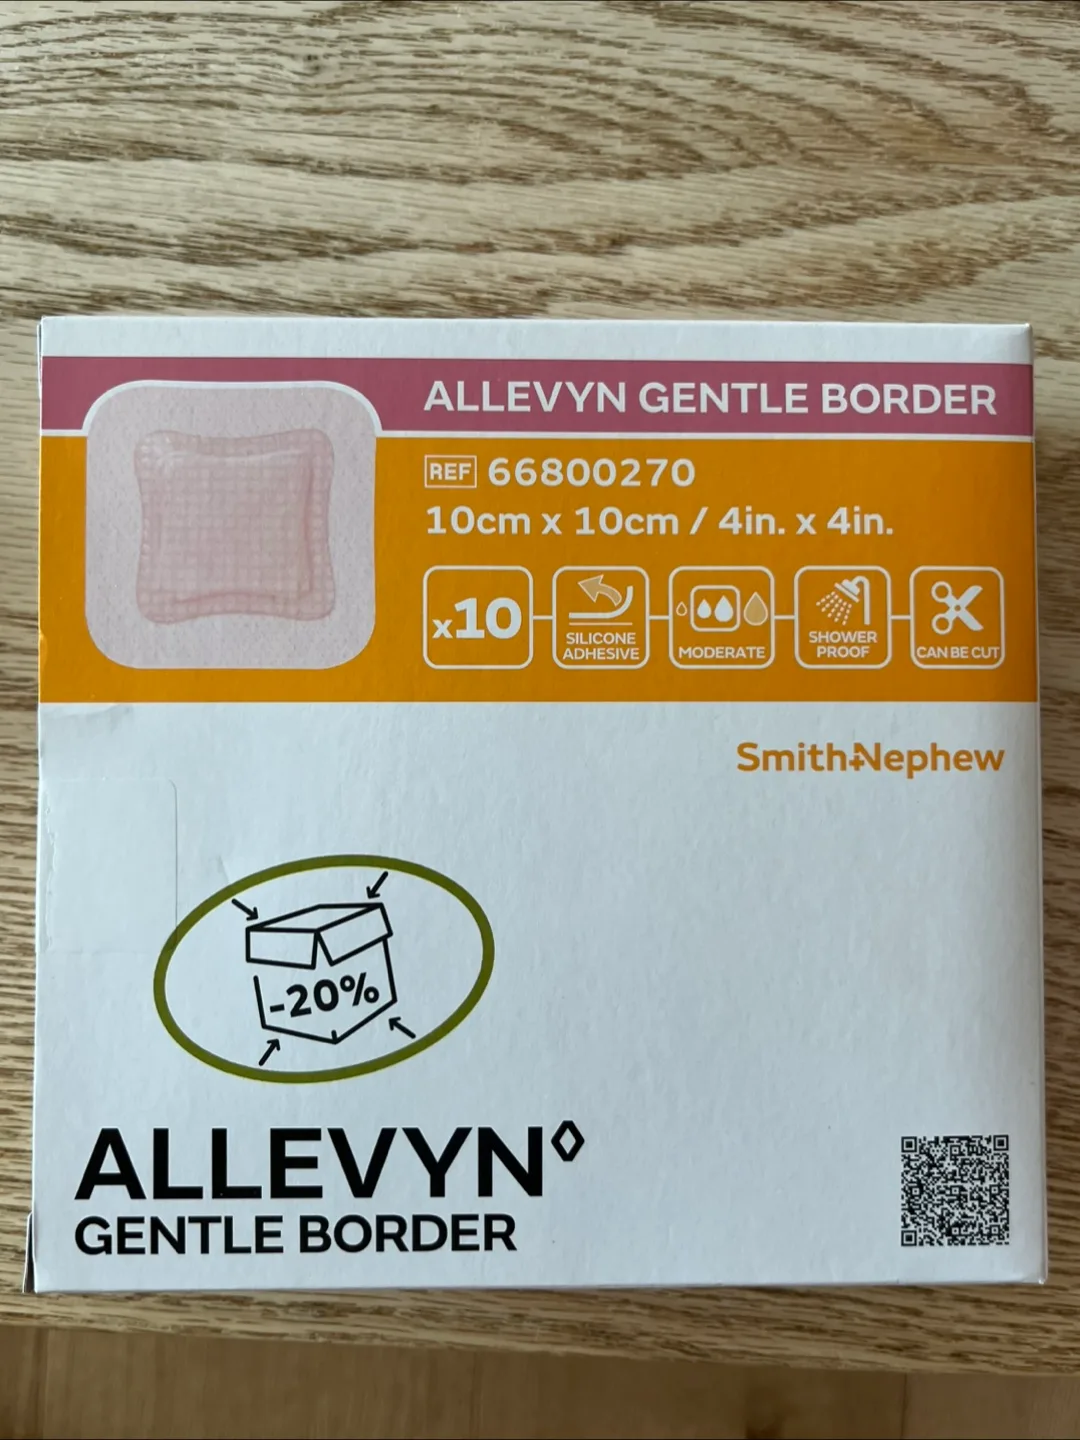 ALLEVYN GENTLE BORDER
REF 66800270
10cm x 10cm / 4in. x 4in.
x10
SILICONE
ADHESIVE
MODERATE
SHOWER
PROOF
CAN BE CUT
Smith+Nephew
-20%
ALLEVYN◊
GENTLE BORDER